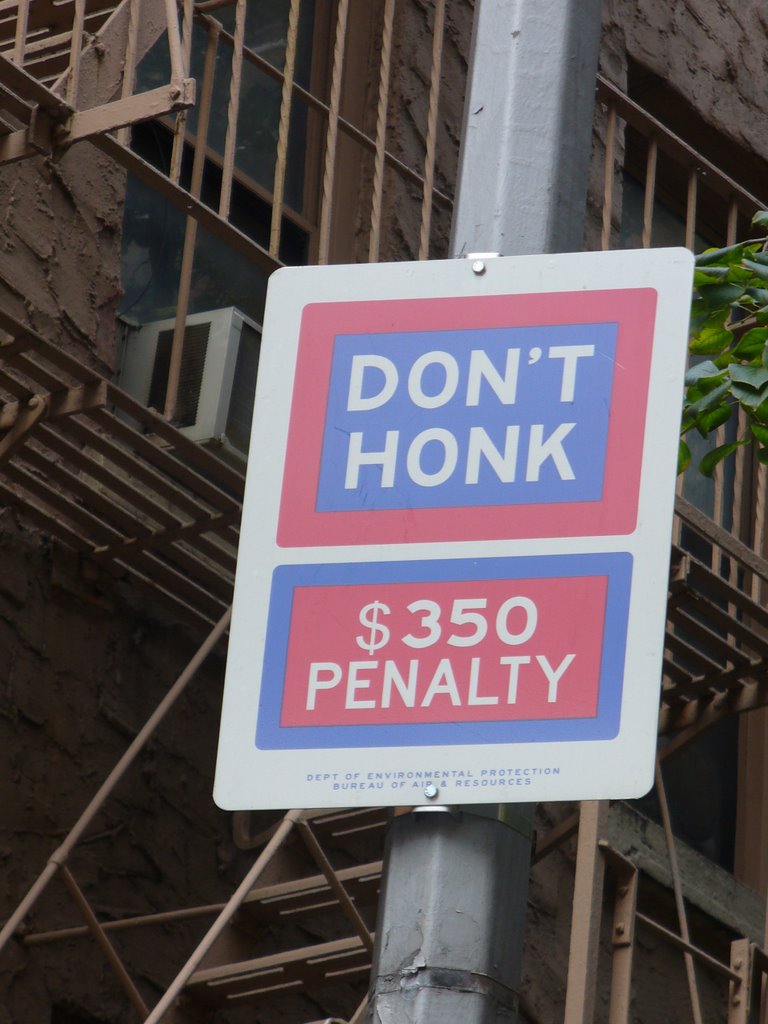 DON'T
HONK
$350
PENALTY
DEPT OF ENVIRONMENTAL PROTECTION
BUREAU OF AIR & RESOURCES